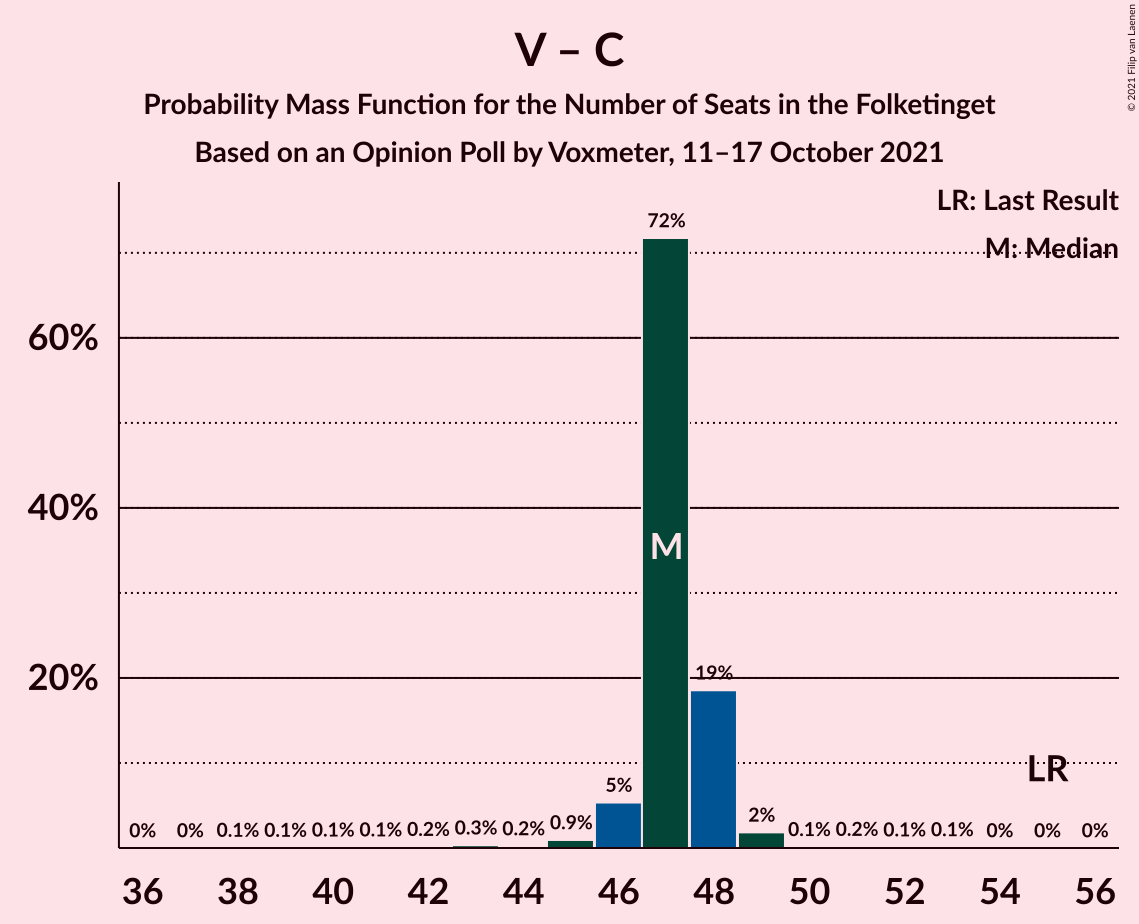 V – C
Probability Mass Function for the Number of Seats in the Folketinget
Based on an Opinion Poll by Voxmeter, 11–17 October 2021
© 2021 Filip van Laenen
LR: Last Result
M: Median
72%
60%
40%
M
20%
19%
LR
5%
0% 0% 0.1% 0.1% 0.1% 0.1% 0.2% 0.3% 0.2% 0.9% 2% 0.1% 0.2% 0.1% 0.1% 0% 0% 0%
36 38 40 42 44 46 48 50 52 54 56